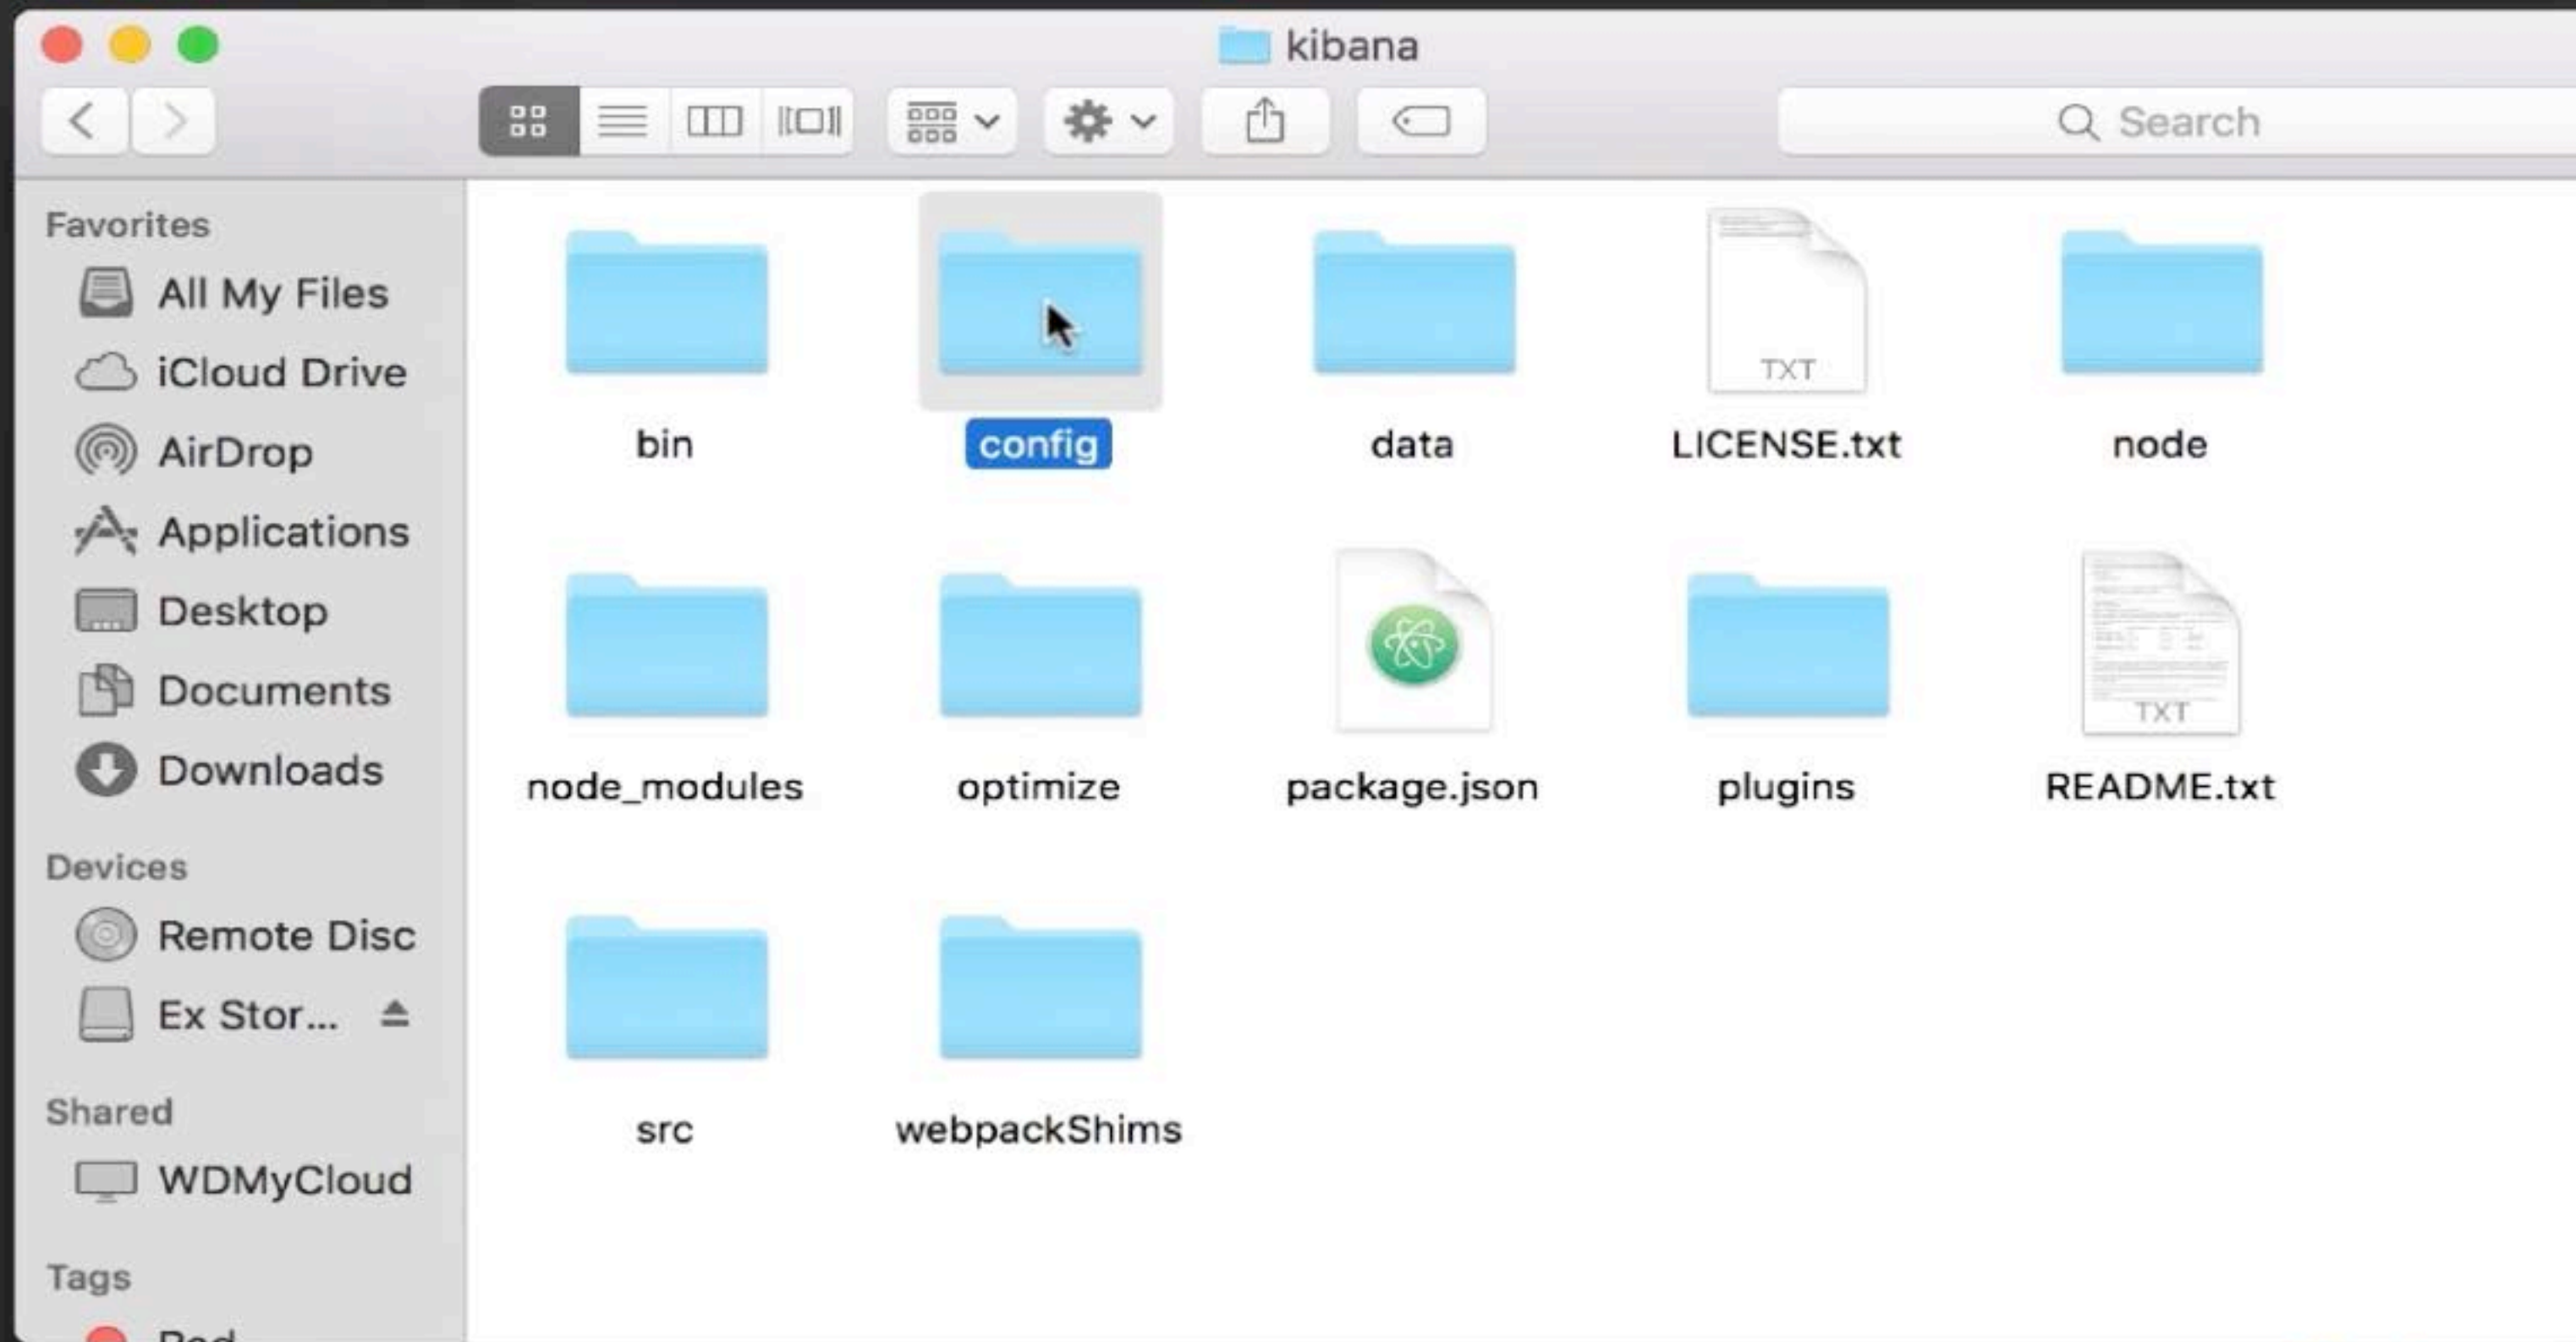 kibana
Search
Favorites
All My Files
iCloud Drive
AirDrop
Applications
Desktop
Documents
Downloads
Devices
Remote Disc
Ex Stor...
Shared
WDMyCloud
Tags
Red
bin config data LICENSE.txt node
TXT
node_modules optimize package.json plugins README.txt
TXT
src webpackShims